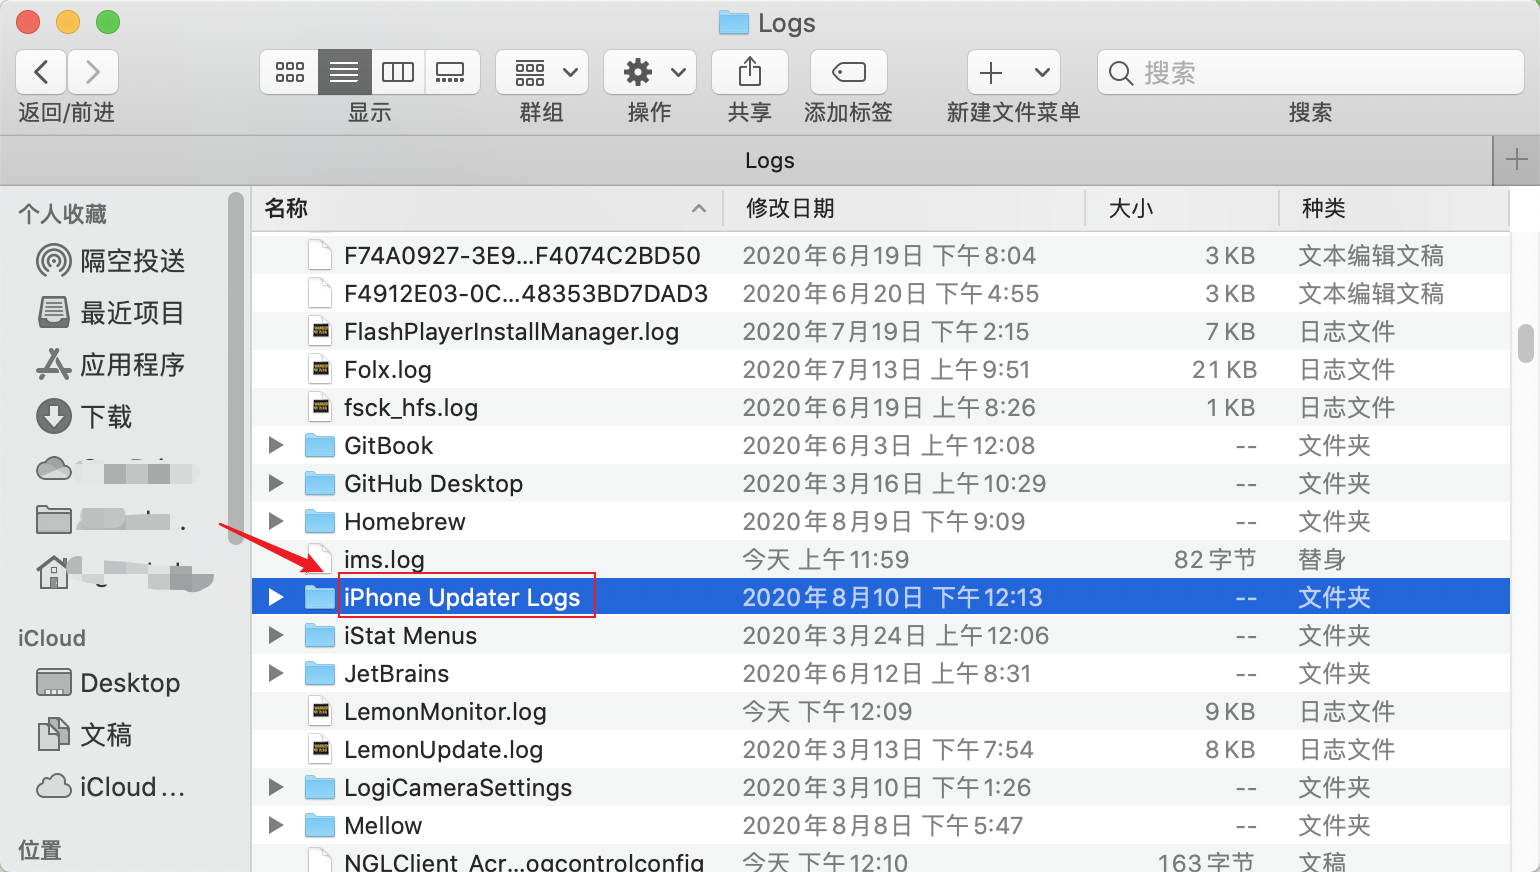 Logs
返回/前进
显示
群组
操作
共享
添加标签
新建文件菜单
搜索
搜索
Logs
个人收藏
隔空投送
最近项目
应用程序
下载
iCloud
Desktop
文稿
iCloud…
位置
名称 修改日期 大小 种类
F74A0927-3E9...F4074C2BD50 2020年6月19日 下午8:04 3 KB 文本编辑文稿
F4912E03-0C...48353BD7DAD3 2020年6月20日 下午4:55 3 KB 文本编辑文稿
FlashPlayerInstallManager.log 2020年7月19日 下午2:15 7 KB 日志文件
Folx.log 2020年7月13日 上午9:51 21 KB 日志文件
fsck_hfs.log 2020年6月19日 上午8:26 1 KB 日志文件
GitBook 2020年6月3日 上午12:08 -- 文件夹
GitHub Desktop 2020年3月16日 上午10:29 -- 文件夹
Homebrew 2020年8月9日 下午9:09 -- 文件夹
ims.log 今天 上午11:59 82 字节 替身
iPhone Updater Logs 2020年8月10日 下午12:13 -- 文件夹
iStat Menus 2020年3月24日 上午12:06 -- 文件夹
JetBrains 2020年6月12日 上午8:31 -- 文件夹
LemonMonitor.log 今天 下午12:09 9 KB 日志文件
LemonUpdate.log 2020年3月13日 下午7:54 8 KB 日志文件
LogiCameraSettings 2020年3月10日 下午1:26 -- 文件夹
Mellow 2020年8月8日 下午5:47 -- 文件夹
NGLClient_Acr...ogcontrolconfig 今天 下午12:10 163 字节 文稿